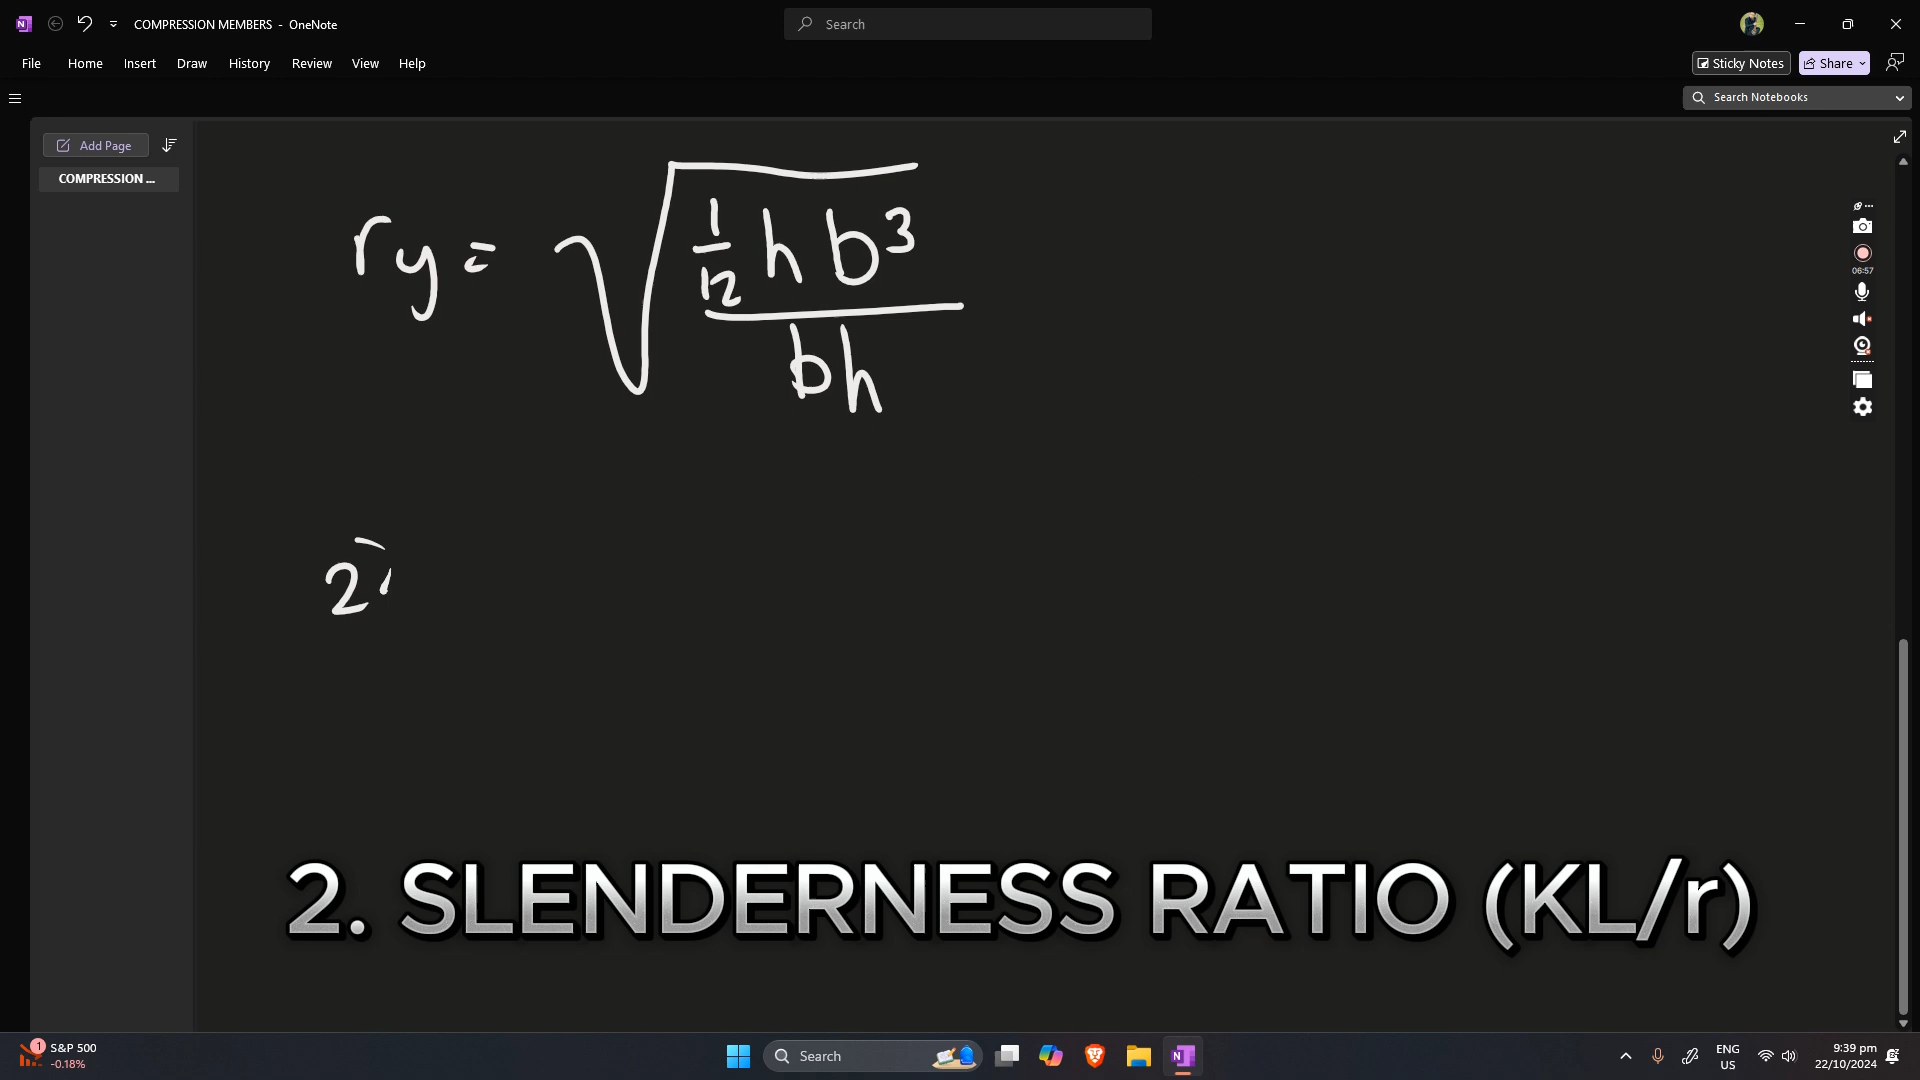 COMPRESSION MEMBERS - OneNote
Search
File Home Insert Draw History Review View Help
Sticky Notes Share
Search Notebooks
Add Page
COMPRESSION ...
ry = √
1/12 h b³
bh
06:57
2
2. SLENDERNESS RATIO (KL/r)
1
S&P 500
-0.18%
Search
ENG
US
9:39 pm
22/10/2024